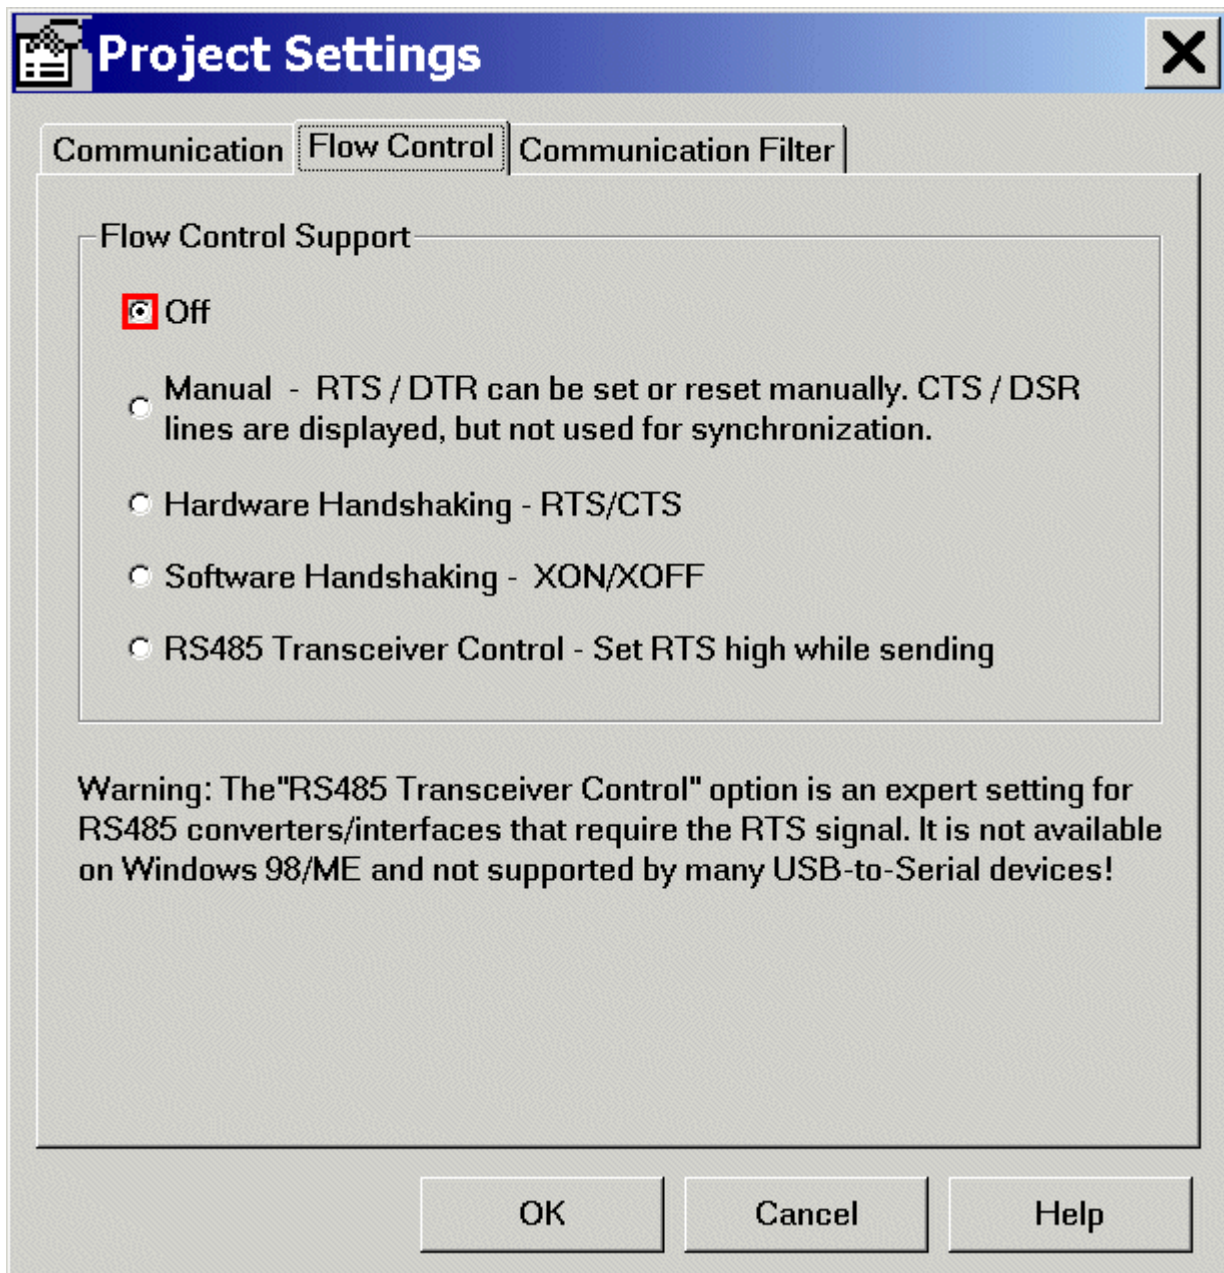 Project Settings
Communication
Flow Control
Communication Filter
Flow Control Support
Off
Manual  -  RTS / DTR can be set or reset manually. CTS / DSR
lines are displayed, but not used for synchronization.
Hardware Handshaking - RTS/CTS
Software Handshaking -  XON/XOFF
RS485 Transceiver Control - Set RTS high while sending
Warning: The"RS485 Transceiver Control" option is an expert setting for
RS485 converters/interfaces that require the RTS signal. It is not available
on Windows 98/ME and not supported by many USB-to-Serial devices!
OK
Cancel
Help